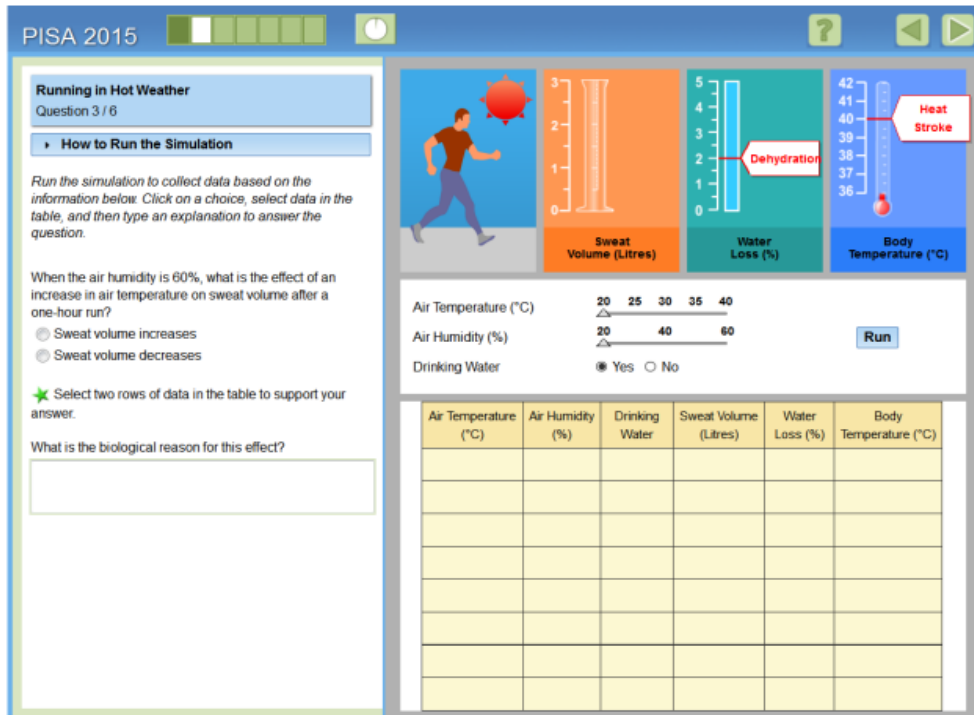 PISA 2015
?
Running in Hot Weather
Question 3 / 6
How to Run the Simulation
Run the simulation to collect data based on the
information below. Click on a choice, select data in the
table, and then type an explanation to answer the
question.
When the air humidity is 60%, what is the effect of an
increase in air temperature on sweat volume after a
one-hour run?
Sweat volume increases
Sweat volume decreases
Select two rows of data in the table to support your
answer.
What is the biological reason for this effect?
3
2
1
0
Sweat
Volume (Litres)
5
4
3
2
1
0
Dehydration
Water
Loss (%)
42
41
40
39
38
37
36
Heat
Stroke
Body
Temperature (°C)
Air Temperature (°C) 20 25 30 35 40
Air Humidity (%) 20 40 60
Drinking Water Yes No
Run
Air Temperature
(°C)
Air Humidity
(%)
Drinking
Water
Sweat Volume
(Litres)
Water
Loss (%)
Body
Temperature (°C)